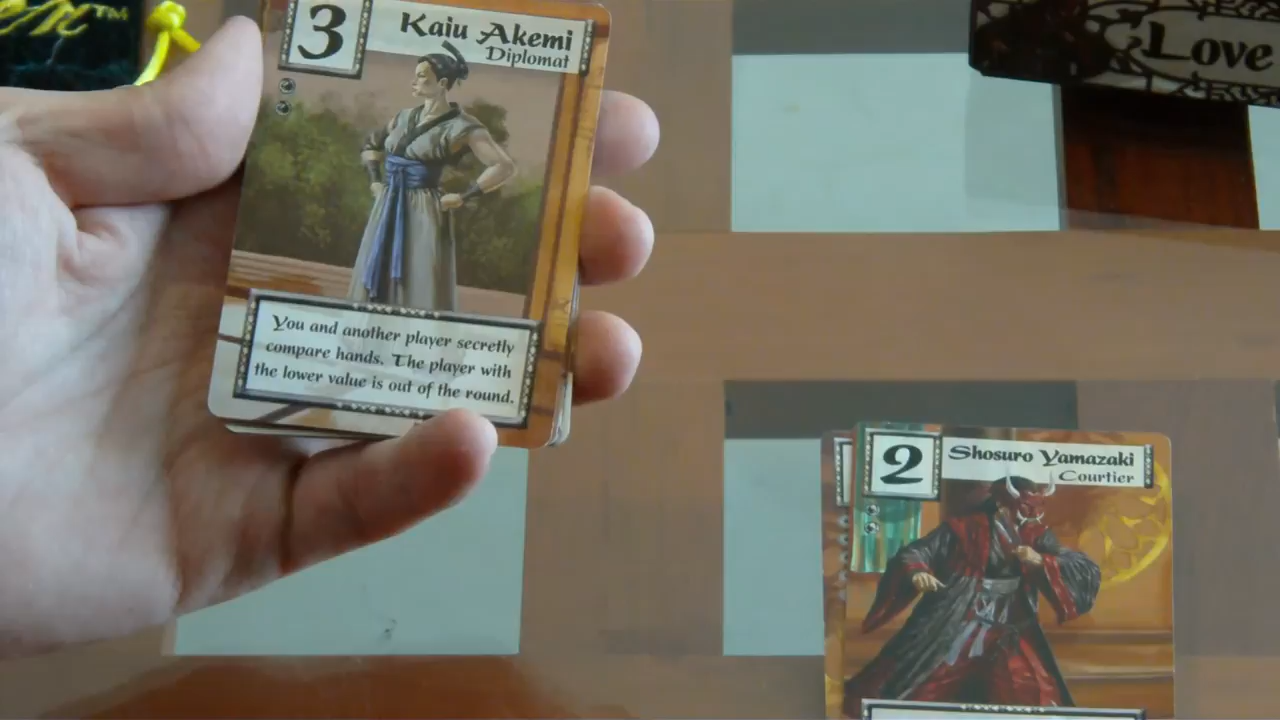 3
Kaiu Akemi
Diplomat
You and another player secretly
compare hands. The player with
the lower value is out of the round.
Love
2
Shosuro Yamazaki
Courtier